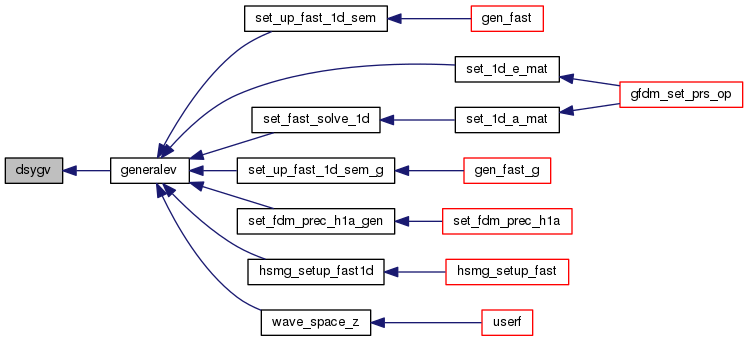 set_up_fast_1d_sem
gen_fast
set_1d_e_mat
gfdm_set_prs_op
set_fast_solve_1d
set_1d_a_mat
dsygv
generalev
set_up_fast_1d_sem_g
gen_fast_g
set_fdm_prec_h1a_gen
set_fdm_prec_h1a
hsmg_setup_fast1d
hsmg_setup_fast
wave_space_z
userf